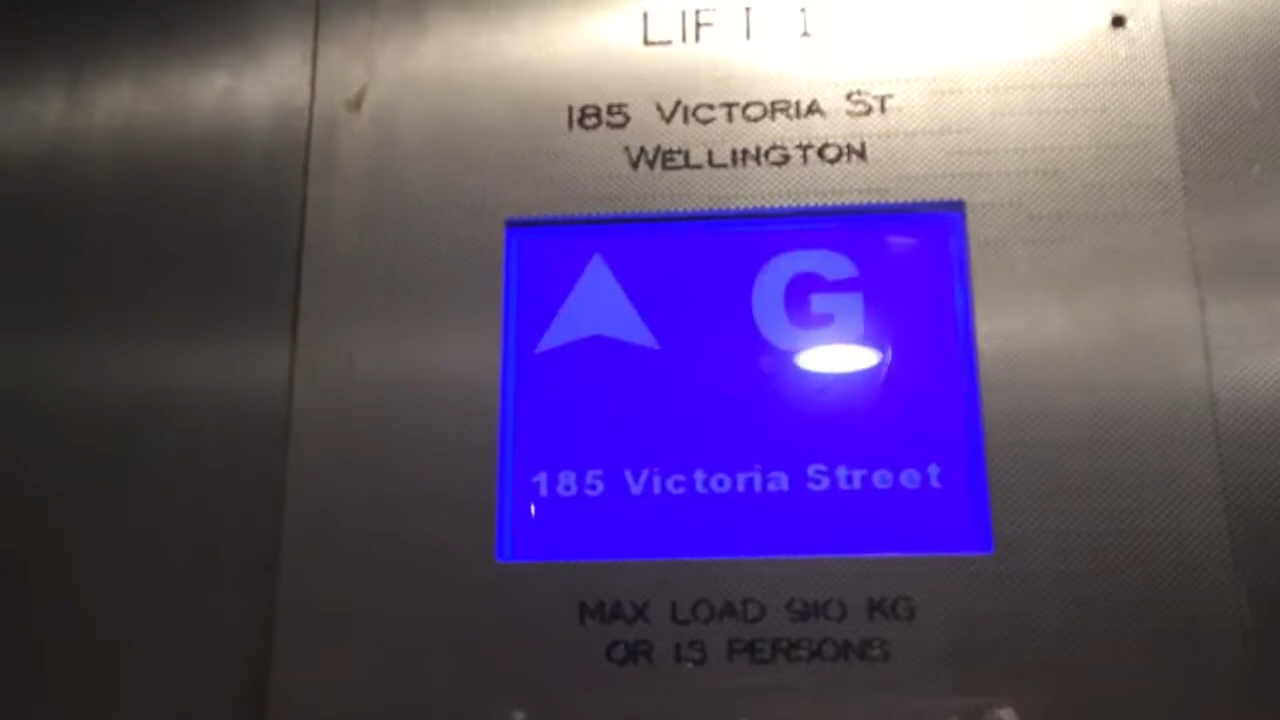 LIFT 1
185 VICTORIA ST
WELLINGTON
G
185 Victoria Street
MAX LOAD 910 KG
OR 13 PERSONS